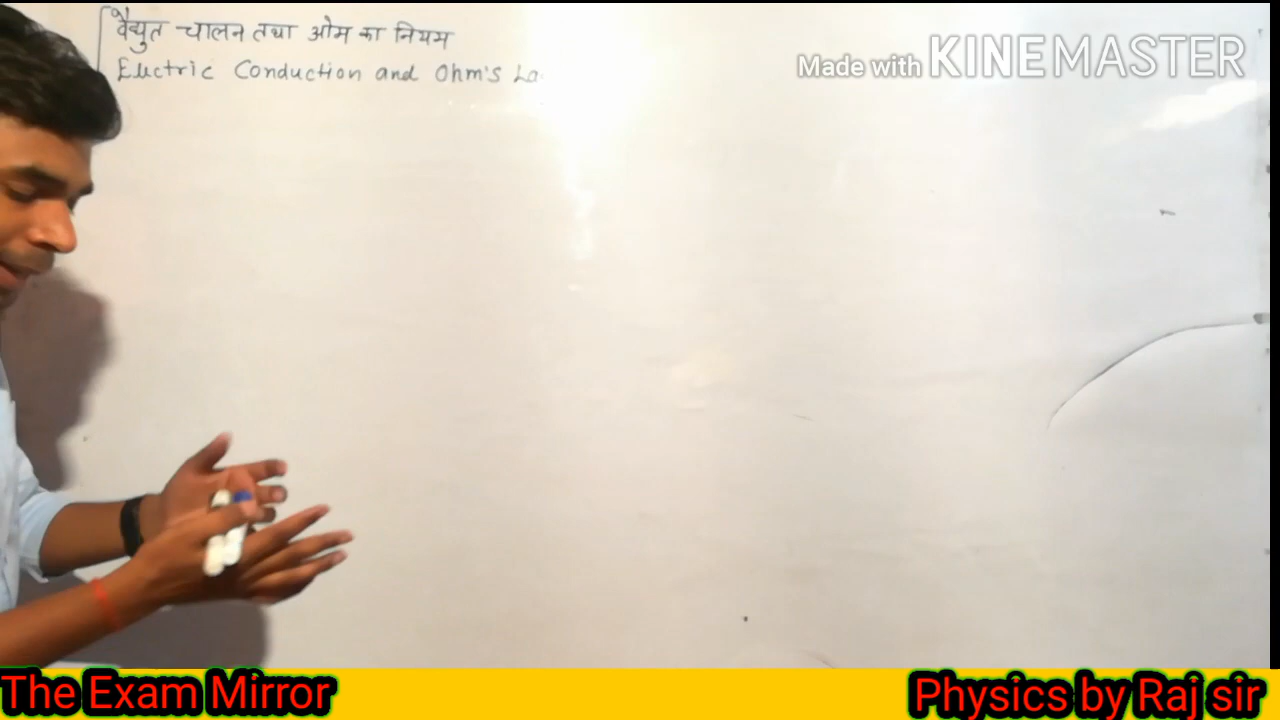 वैद्युत चालन तथा ओम का नियम
Electric Conduction and Ohm's La
Made with KINEMASTER
The Exam Mirror
Physics by Raj sir